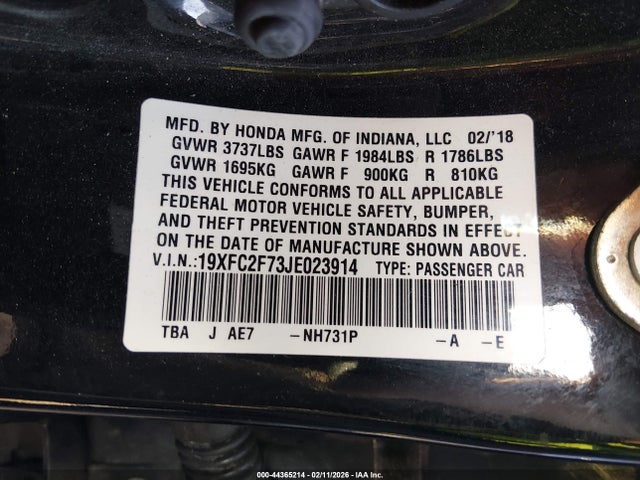 MFD. BY HONDA MFG. OF INDIANA, LLC 02/'18
GVWR 3737LBS GAWR F 1984LBS R 1786LBS
GVWR 1695KG GAWR F 900KG R 810KG
THIS VEHICLE CONFORMS TO ALL APPLICABLE
FEDERAL MOTOR VEHICLE SAFETY, BUMPER,
AND THEFT PREVENTION STANDARDS IN EFFECT
ON THE DATE OF MANUFACTURE SHOWN ABOVE.
V.I.N.:19XFC2F73JE023914 TYPE: PASSENGER CAR
TBA J AE7 –NH731P –A –E
000-44365214 - 02/11/2026 - IAA Inc.